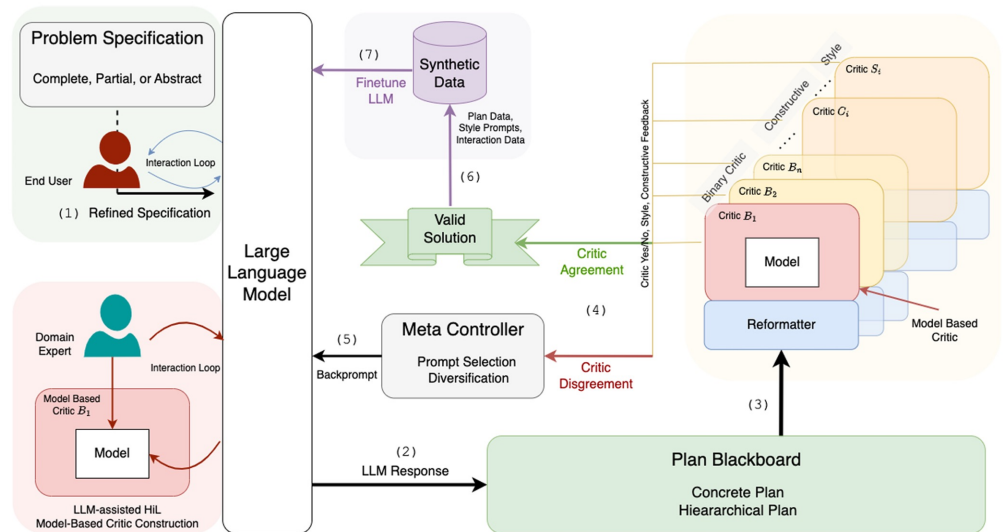 Problem Specification
Complete, Partial, or Abstract
End User
Interaction Loop
(1) Refined Specification
Domain
Expert
Interaction Loop
Model Based
Critic B1
Model
LLM-assisted HiL
Model-Based Critic Construction
Large
Language
Model
(7)
Finetune
LLM
Synthetic
Data
Plan Data,
Style Prompts,
Interaction Data
(6)
Valid
Solution
Critic
Agreement
(4)
Meta Controller
Prompt Selection
Diversification
(5)
Backprompt
Critic
Disgreement
(2)
LLM Response
Plan Blackboard
Concrete Plan
Hiearchical Plan
(3)
Critic Yes/No, Style, Constructive Feedback
Binary Critic
.....
Constructive
.....
Style
Critic Si
Critic Ci
Critic Bn
Critic B2
Critic B1
Model
Reformatter
Model Based
Critic